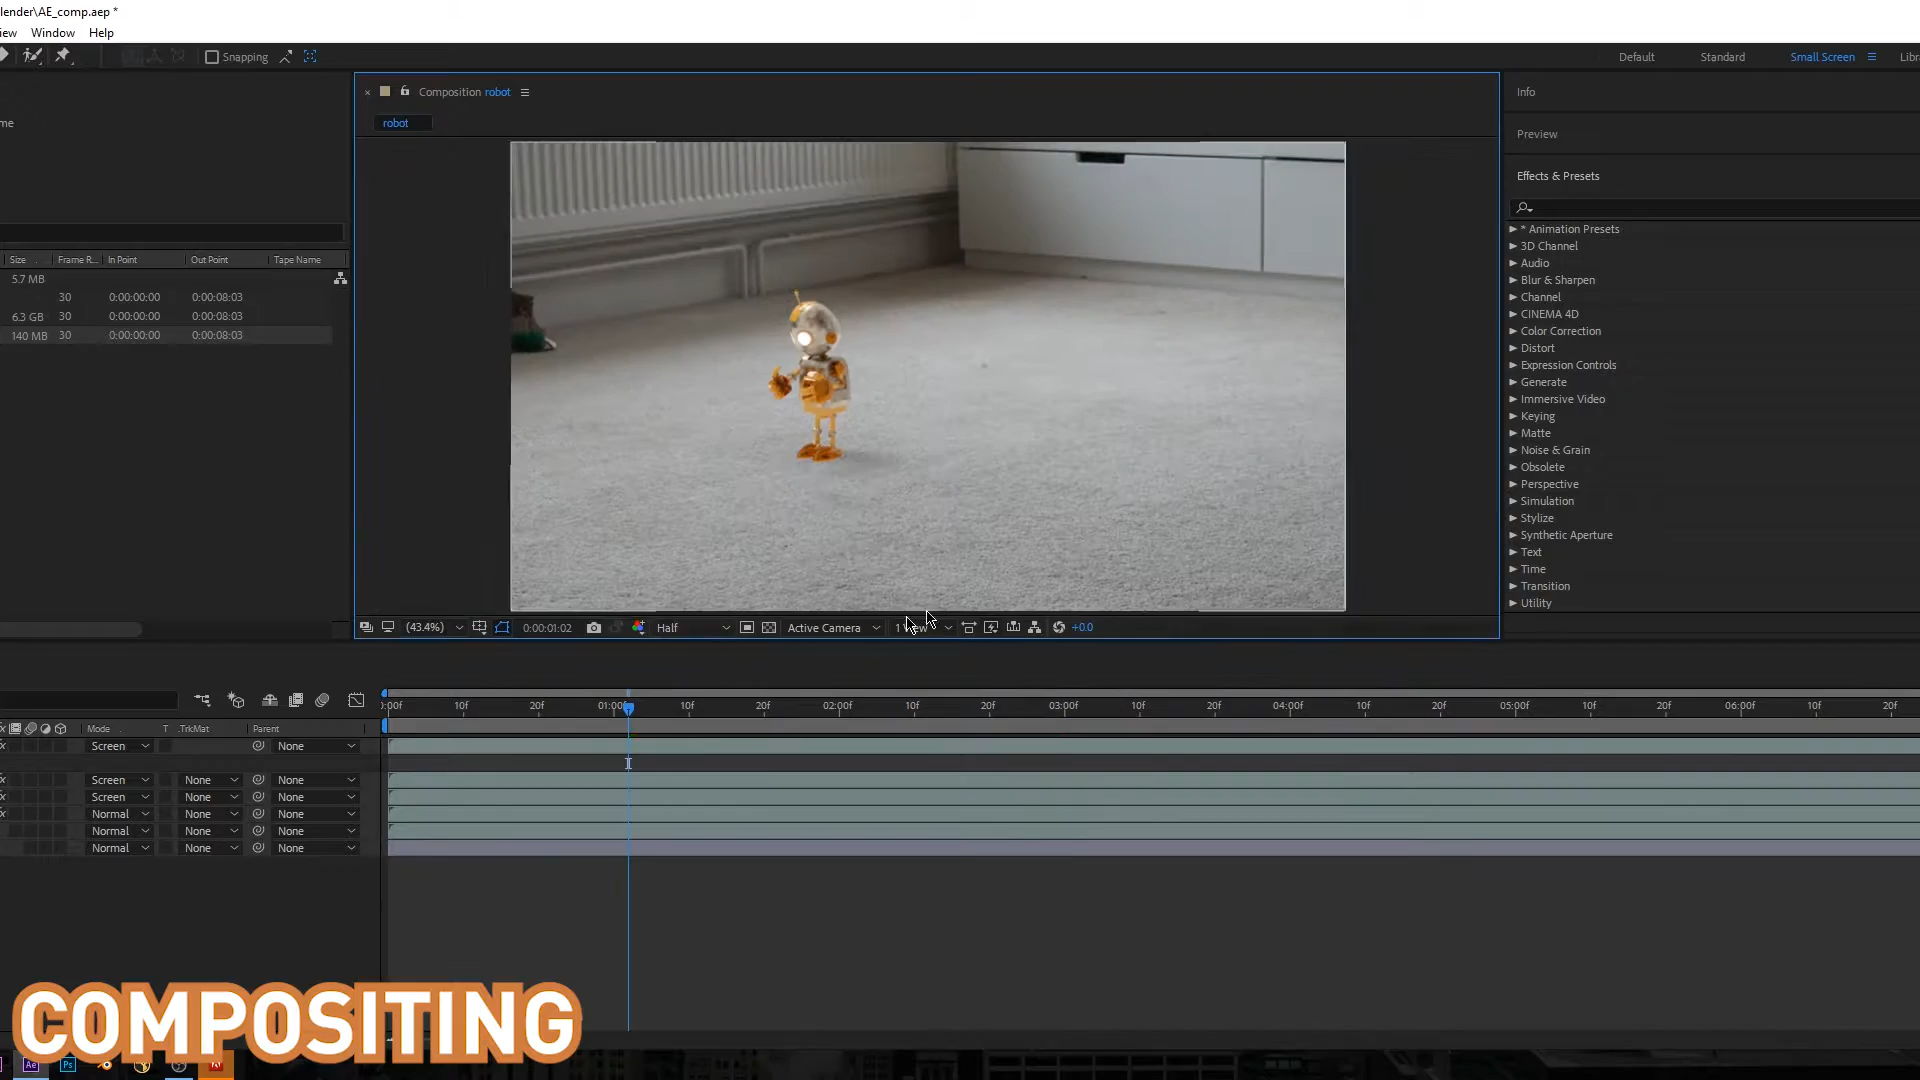 lender\AE_comp.aep *
iew Window Help
Snapping
Default Standard Small Screen Libr
Composition robot
robot
me
Size Frame R... In Point Out Point Tape Name
5.7 MB
30 0:00:00:00 0:00:08:03
6.3 GB 30 0:00:00:00 0:00:08:03
140 MB 30 0:00:00:00 0:00:08:03
Info
Preview
Effects & Presets
* Animation Presets
3D Channel
Audio
Blur & Sharpen
Channel
CINEMA 4D
Color Correction
Distort
Expression Controls
Generate
Immersive Video
Keying
Matte
Noise & Grain
Obsolete
Perspective
Simulation
Stylize
Synthetic Aperture
Text
Time
Transition
Utility
(43.4%) 0:00:01:02 Half Active Camera 1 View +0.0
:00f 10f 20f 01:00f 10f 20f 02:00f 10f 20f 03:00f 10f 20f 04:00f 10f 20f 05:00f 10f 20f 06:00f 10f 20f
Mode T .TrkMat Parent
Screen None
Screen None None
Screen None None
Normal None None
Normal None None
Normal None None
COMPOSITING
Ae Ps